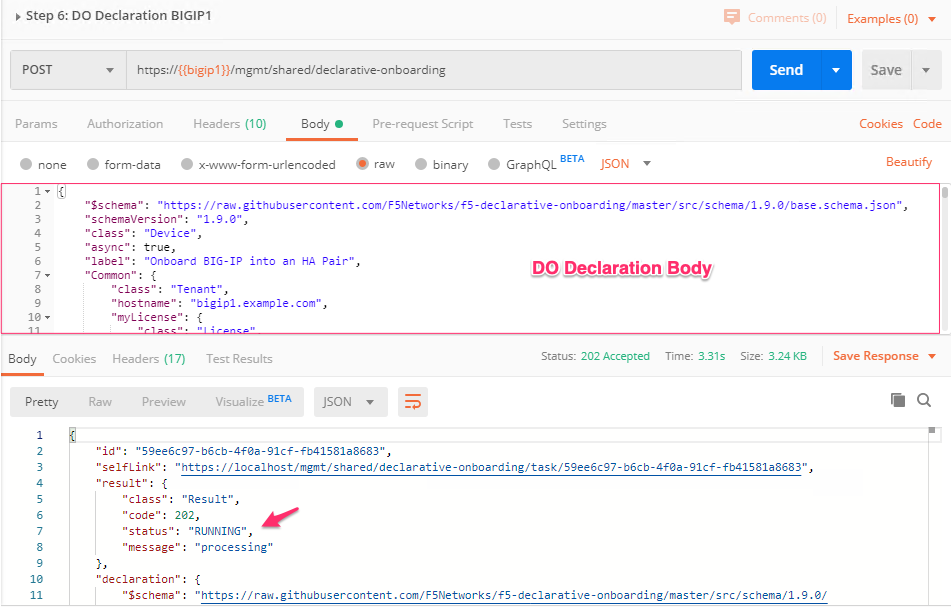 Step 6: DO Declaration BIGIP1 Comments (0) Examples (0)
POST https://{{bigip1}}/mgmt/shared/declarative-onboarding Send Save
Params Authorization Headers (10) Body Pre-request Script Tests Settings Cookies Code
none form-data x-www-form-urlencoded raw binary GraphQL BETA JSON Beautify
1 {
2 "$schema": "https://raw.githubusercontent.com/F5Networks/f5-declarative-onboarding/master/src/schema/1.9.0/base.schema.json",
3 "schemaVersion": "1.9.0",
4 "class": "Device",
5 "async": true,
6 "label": "Onboard BIG-IP into an HA Pair",
DO Declaration Body
7 "Common": {
8 "class": "Tenant",
9 "hostname": "bigip1.example.com",
10 "myLicense": {
11 "class": "License"
Body Cookies Headers (17) Test Results Status: 202 Accepted Time: 3.31s Size: 3.24 KB Save Response
Pretty Raw Preview Visualize BETA JSON
1 {
2 "id": "59ee6c97-b6cb-4f0a-91cf-fb41581a8683",
3 "selfLink": "https://localhost/mgmt/shared/declarative-onboarding/task/59ee6c97-b6cb-4f0a-91cf-fb41581a8683",
4 "result": {
5 "class": "Result",
6 "code": 202,
7 "status": "RUNNING",
8 "message": "processing"
9 },
10 "declaration": {
11 "$schema": "https://raw.githubusercontent.com/F5Networks/f5-declarative-onboarding/master/src/schema/1.9.0/